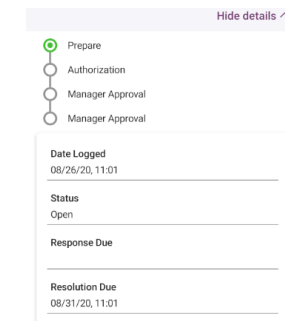 Hide details
Prepare
Authorization
Manager Approval
Manager Approval
Date Logged
08/26/20, 11:01
Status
Open
Response Due
Resolution Due
08/31/20, 11:01